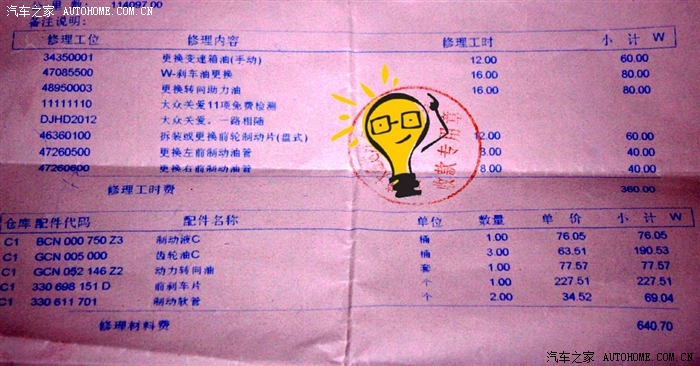 汽车之家 AUTOHOME.COM.CN
114097.00
备注说明:
修理工位 修理内容 修理工时 小计 W
34350001 更换变速箱油(手动) 12.00 60.00
47085500 W-刹车油更换 16.00 80.00
48950003 更换转向助力油 16.00 80.00
11111110 大众关爱11项免费检测
DJHD2012 大众关爱。一路相随
46360100 拆装或更换前轮制动片(盘式) 12.00 60.00
47260500 更换左前制动油管 8.00 40.00
47260600 更换右前制动油管 8.00 40.00
收款专用章
修理工时费 360.00
仓库 配件代码 配件名称 单位 数量 单价 小计 W
C1 BCN 000 750 Z3 制动液C 桶 1.00 76.05 76.05
C1 GCN 005 000 齿轮油C 桶 3.00 63.51 190.53
C1 GCN 052 146 Z2 动力转向油 套 1.00 77.57 77.57
C1 330 698 151 D 前刹车片 个 1.00 227.51 227.51
C1 330 611 701 制动软管 个 2.00 34.52 69.04
修理材料费 640.70
汽车之家 AUTOHOME.COM.CN